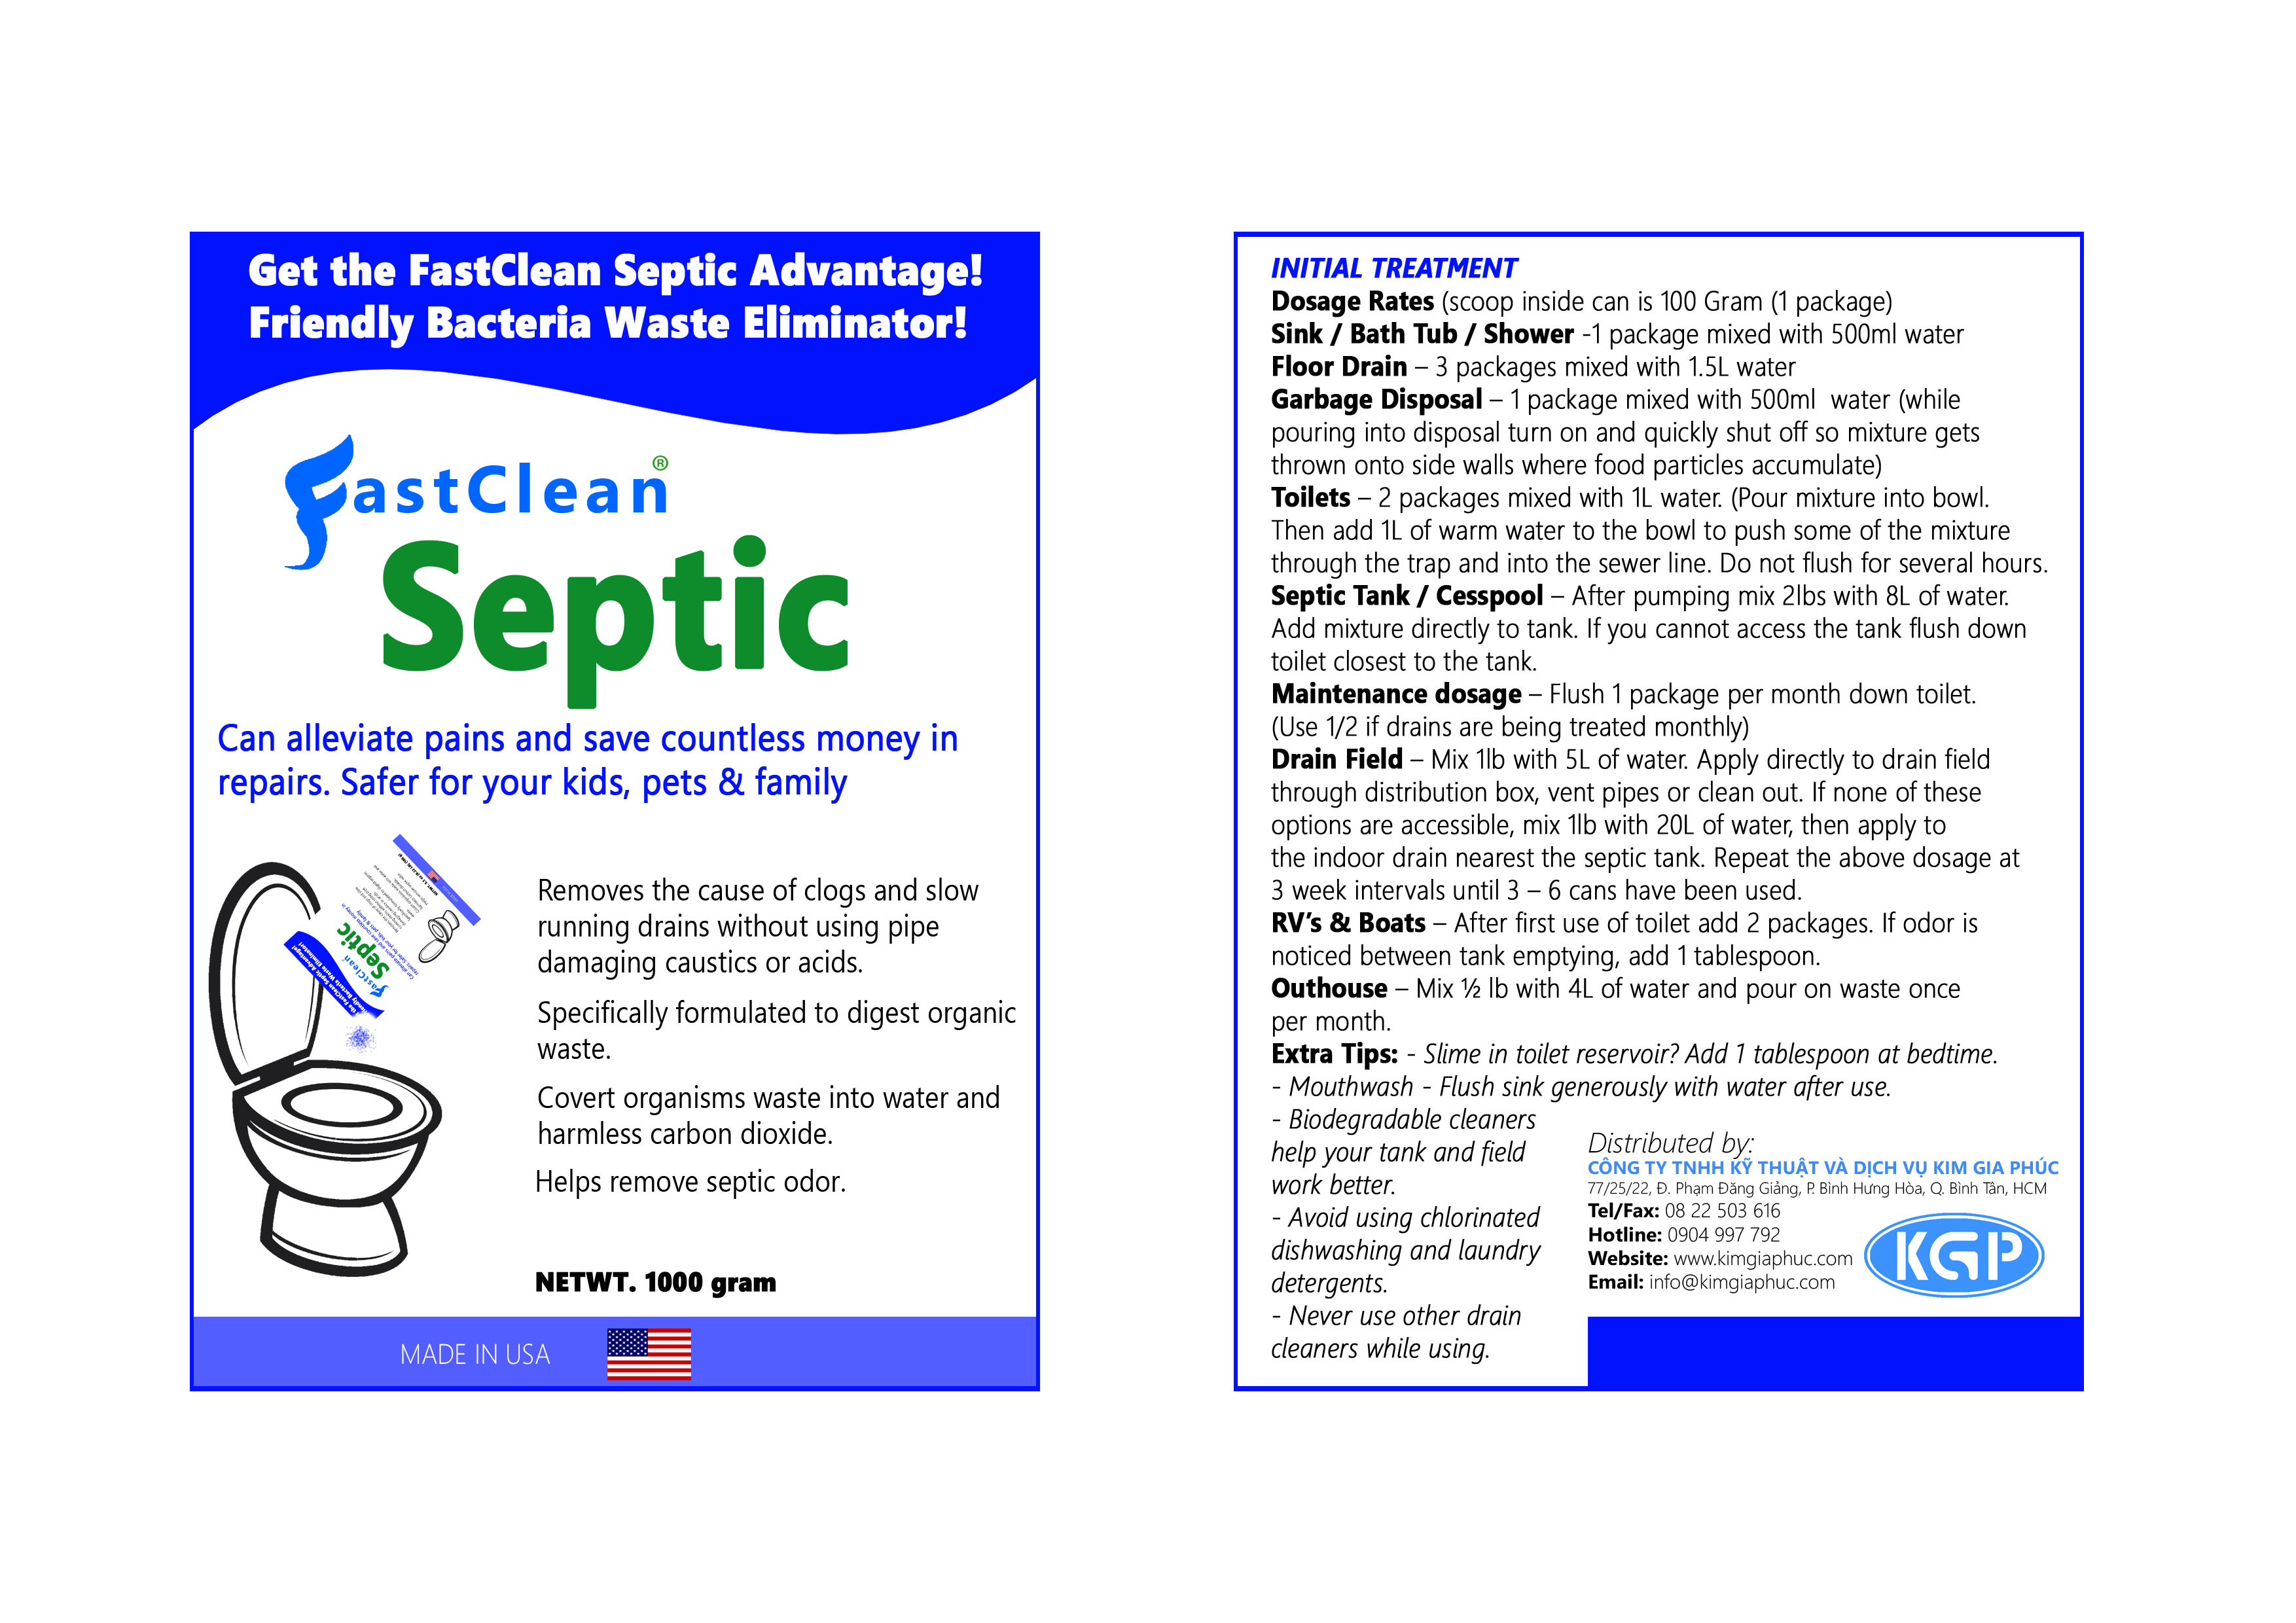 Get the FastClean Septic Advantage!
Friendly Bacteria Waste Eliminator!
FastClean®
Septic
Can alleviate pains and save countless money in
repairs. Safer for your kids, pets & family
Septic
FastClean
Removes the cause of clogs and slow
running drains without using pipe
damaging caustics or acids.
Specifically formulated to digest organic
waste.
Covert organisms waste into water and
harmless carbon dioxide.
Helps remove septic odor.
NETWT. 1000 gram
MADE IN USA
INITIAL TREATMENT
Dosage Rates (scoop inside can is 100 Gram (1 package)
Sink / Bath Tub / Shower -1 package mixed with 500ml water
Floor Drain – 3 packages mixed with 1.5L water
Garbage Disposal – 1 package mixed with 500ml water (while
pouring into disposal turn on and quickly shut off so mixture gets
thrown onto side walls where food particles accumulate)
Toilets – 2 packages mixed with 1L water. (Pour mixture into bowl.
Then add 1L of warm water to the bowl to push some of the mixture
through the trap and into the sewer line. Do not flush for several hours.
Septic Tank / Cesspool – After pumping mix 2lbs with 8L of water.
Add mixture directly to tank. If you cannot access the tank flush down
toilet closest to the tank.
Maintenance dosage – Flush 1 package per month down toilet.
(Use 1/2 if drains are being treated monthly)
Drain Field – Mix 1lb with 5L of water. Apply directly to drain field
through distribution box, vent pipes or clean out. If none of these
options are accessible, mix 1lb with 20L of water, then apply to
the indoor drain nearest the septic tank. Repeat the above dosage at
3 week intervals until 3 – 6 cans have been used.
RV's & Boats – After first use of toilet add 2 packages. If odor is
noticed between tank emptying, add 1 tablespoon.
Outhouse – Mix ½ lb with 4L of water and pour on waste once
per month.
Extra Tips: - Slime in toilet reservoir? Add 1 tablespoon at bedtime.
- Mouthwash - Flush sink generously with water after use.
- Biodegradable cleaners
help your tank and field
work better.
- Avoid using chlorinated
dishwashing and laundry
detergents.
- Never use other drain
cleaners while using.
Distributed by:
CÔNG TY TNHH KỸ THUẬT VÀ DỊCH VỤ KIM GIA PHÚC
77/25/22, Đ. Phạm Đăng Giảng, P. Bình Hưng Hòa, Q. Bình Tân, HCM
Tel/Fax: 08 22 503 616
Hotline: 0904 997 792
Website: www.kimgiaphuc.com
Email: info@kimgiaphuc.com
KGP